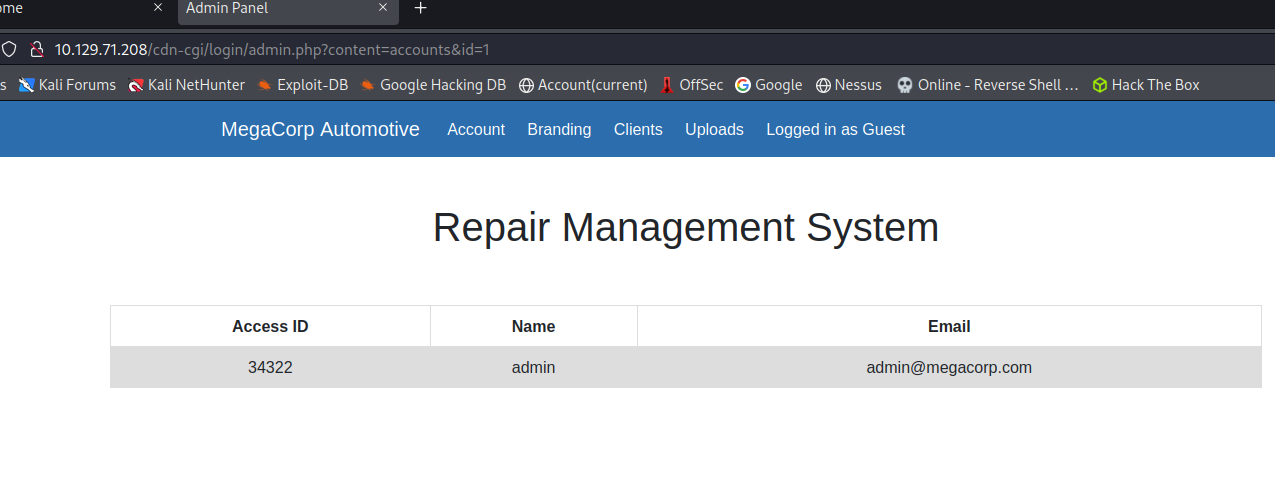 ome × Admin Panel × +
10.129.71.208/cdn-cgi/login/admin.php?content=accounts&id=1
s Kali Forums Kali NetHunter Exploit-DB Google Hacking DB Account(current) OffSec Google Nessus Online - Reverse Shell … Hack The Box
MegaCorp Automotive Account Branding Clients Uploads Logged in as Guest
Repair Management System
Access ID Name Email
34322 admin admin@megacorp.com